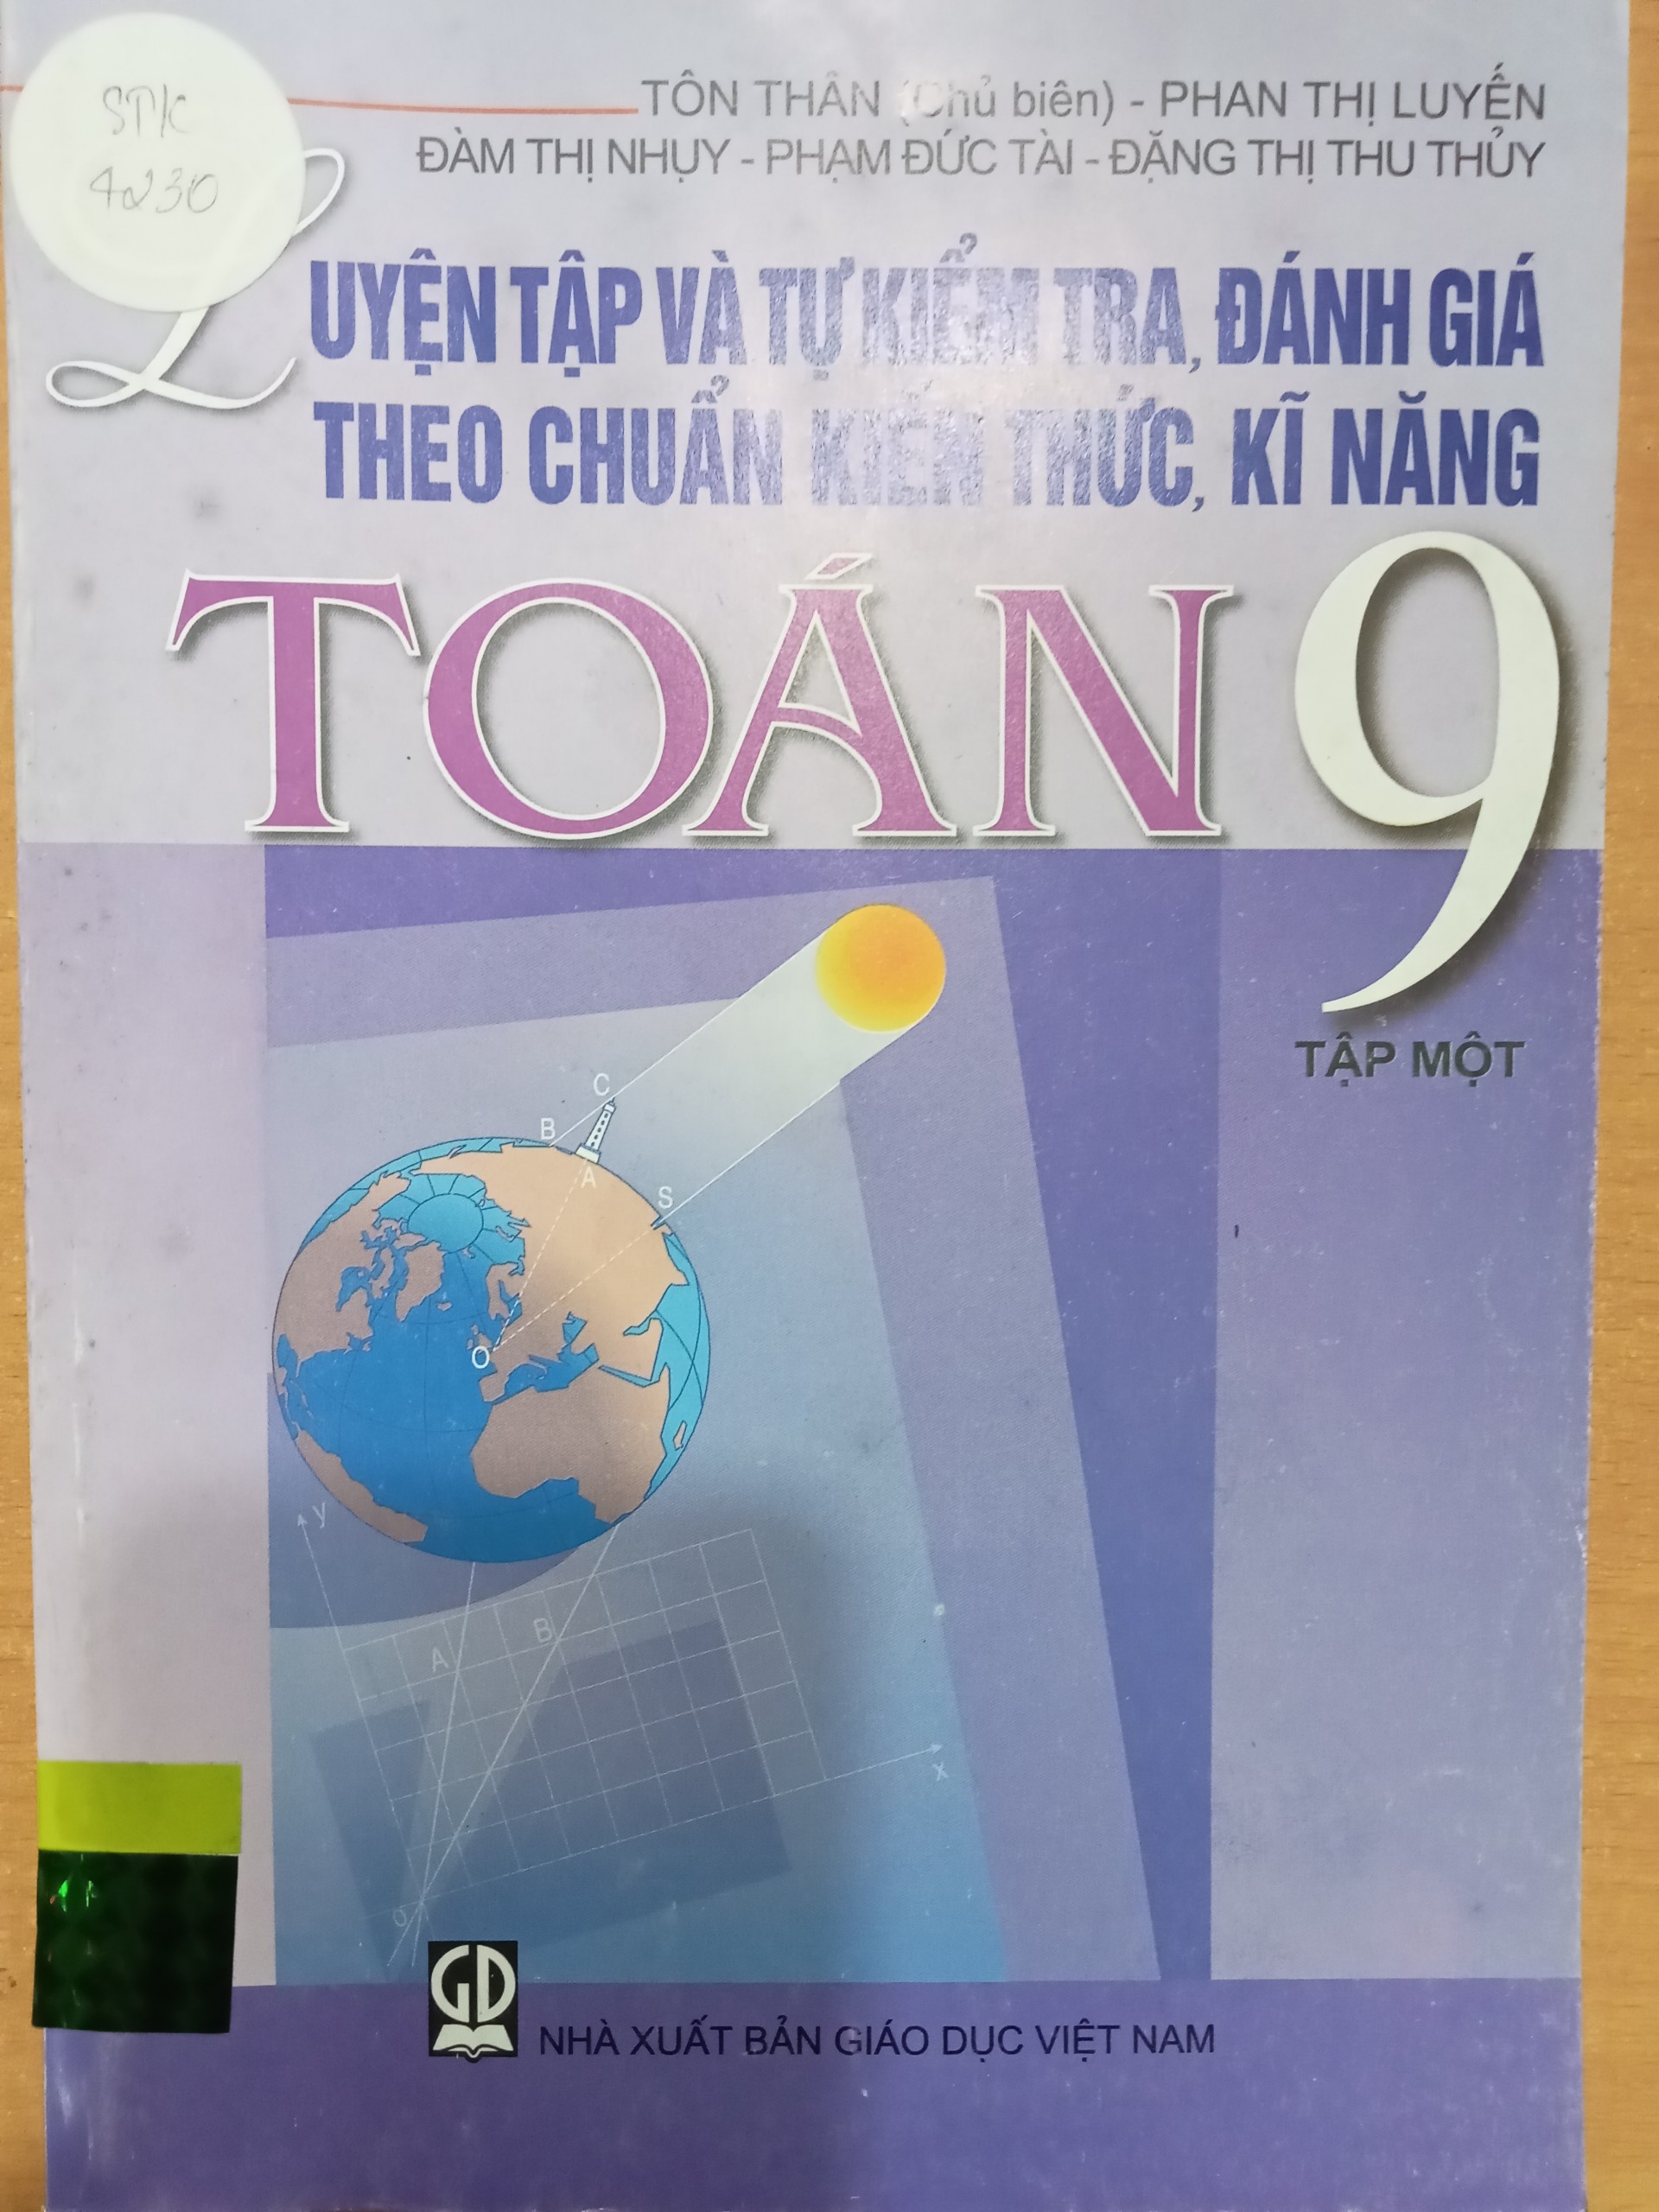 STK
4230
TÔN THÂN (Chủ biên) - PHAN THỊ LUYẾN
ĐÀM THỊ NHỤY - PHẠM ĐỨC TÀI - ĐẶNG THỊ THU THỦY
LUYỆN TẬP VÀ TỰ KIỂM TRA, ĐÁNH GIÁ
THEO CHUẨN KIẾN THỨC, KĨ NĂNG
TOÁN 9
TẬP MỘT
C
B
A
S
O
y
B
A
x
O
GD
NHÀ XUẤT BẢN GIÁO DỤC VIỆT NAM